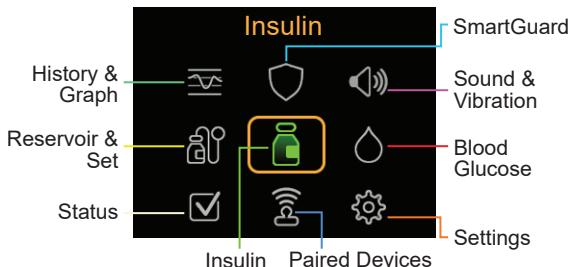 Insulin
SmartGuard
History &
Graph
Sound &
Vibration
Reservoir &
Set
Blood
Glucose
Status
Settings
Insulin
Paired Devices